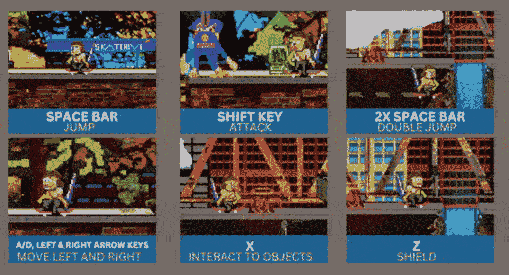 SPACE BAR
JUMP
SHIFT KEY
ATTACK
2X SPACE BAR
DOUBLE JUMP
A/D, LEFT & RIGHT ARROW KEYS
MOVE LEFT AND RIGHT
X
INTERACT TO OBJECTS
Z
SHIELD